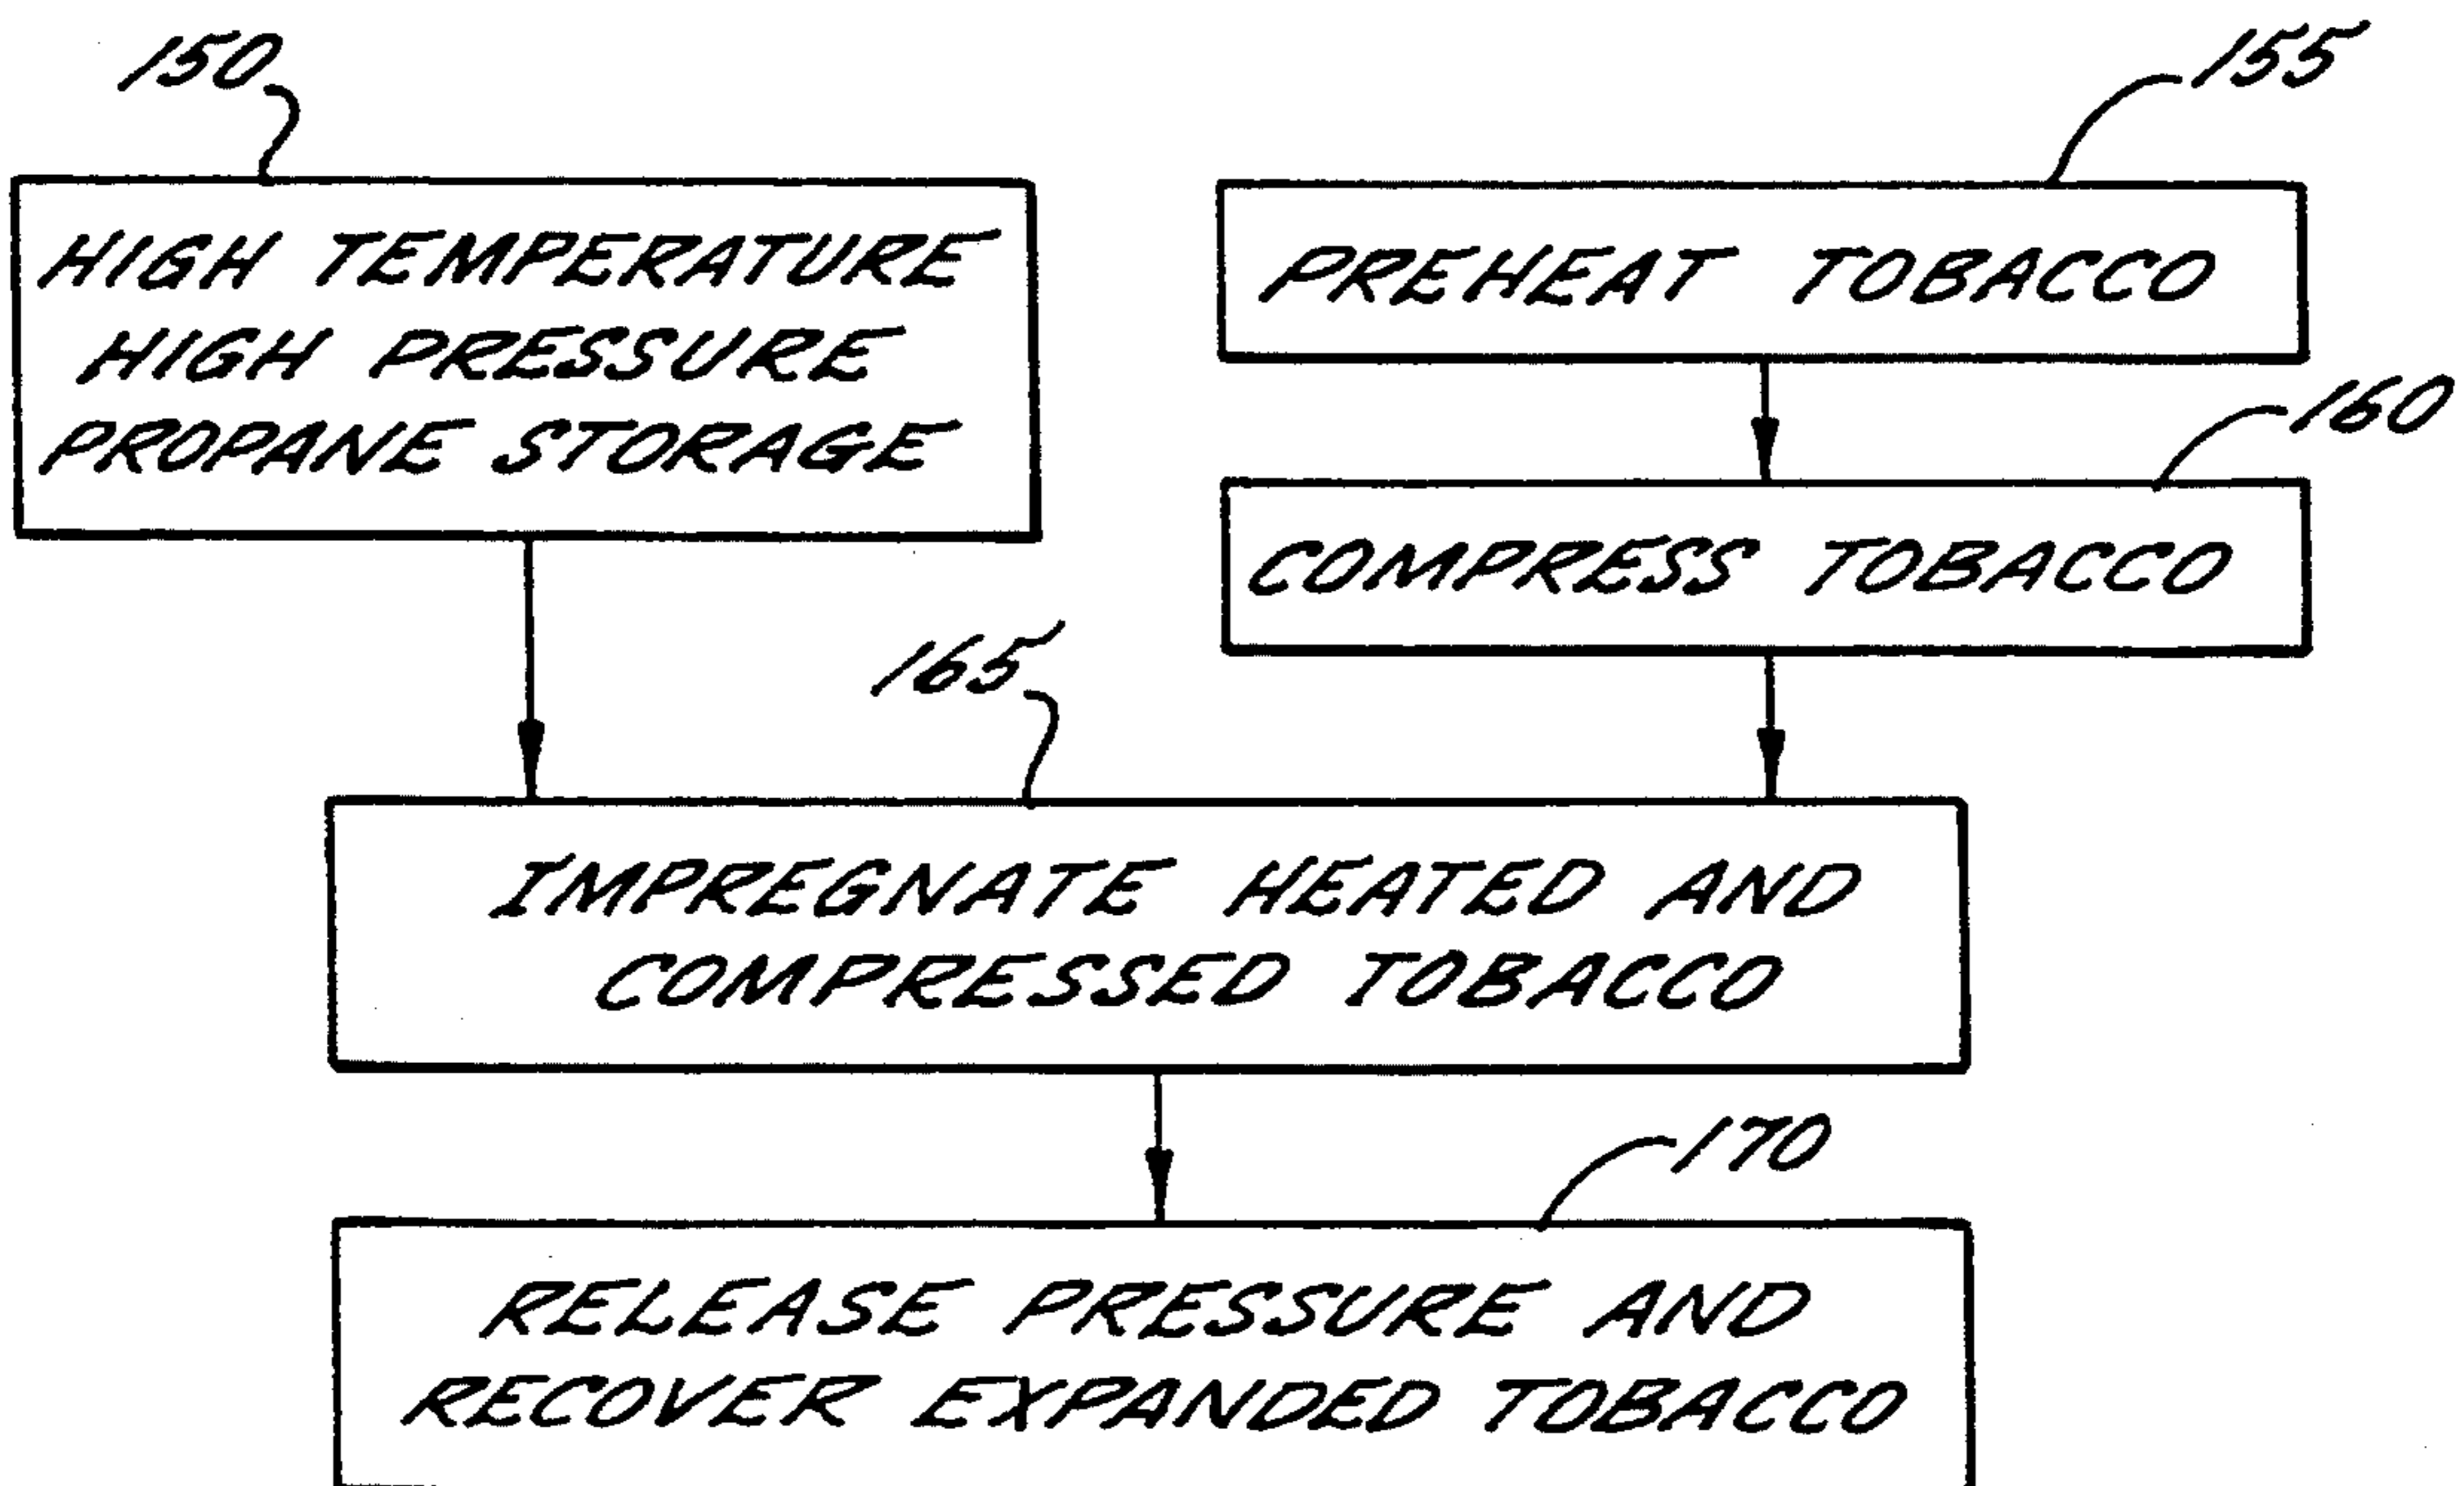 150
155
HIGH TEMPERATURE
HIGH PRESSURE
PROPANE STORAGE
PREHEAT TOBACCO
160
COMPRESS TOBACCO
165
IMPREGNATE HEATED AND
COMPRESSED TOBACCO
170
RELEASE PRESSURE AND
RECOVER EXPANDED TOBACCO